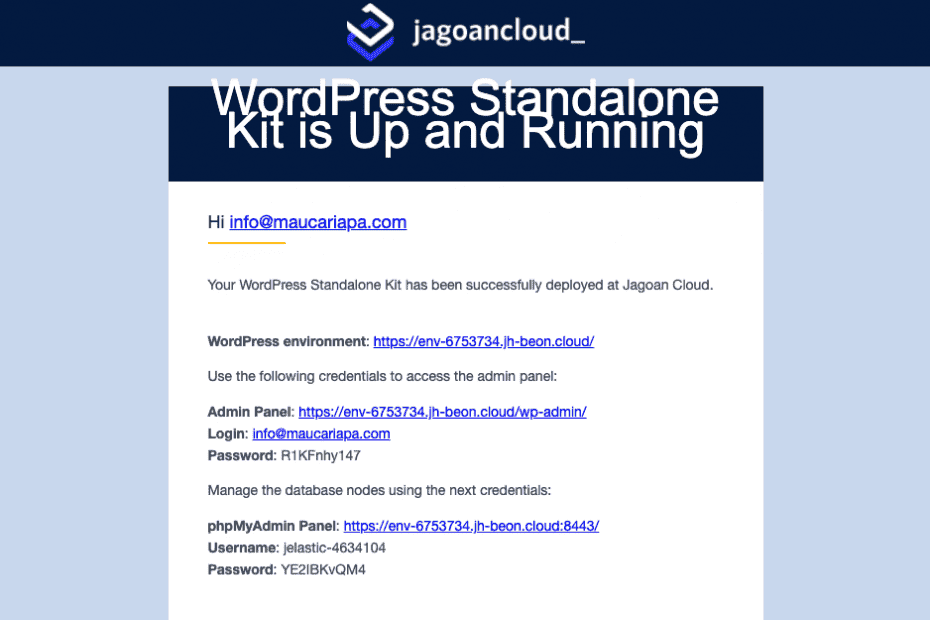 jagoancloud_
WordPress Standalone
Kit is Up and Running
Hi info@maucariapa.com
Your WordPress Standalone Kit has been successfully deployed at Jagoan Cloud.
WordPress environment: https://env-6753734.jh-beon.cloud/
Use the following credentials to access the admin panel:
Admin Panel: https://env-6753734.jh-beon.cloud/wp-admin/
Login: info@maucariapa.com
Password: R1KFnhy147
Manage the database nodes using the next credentials:
phpMyAdmin Panel: https://env-6753734.jh-beon.cloud:8443/
Username: jelastic-4634104
Password: YE2IBKvQM4